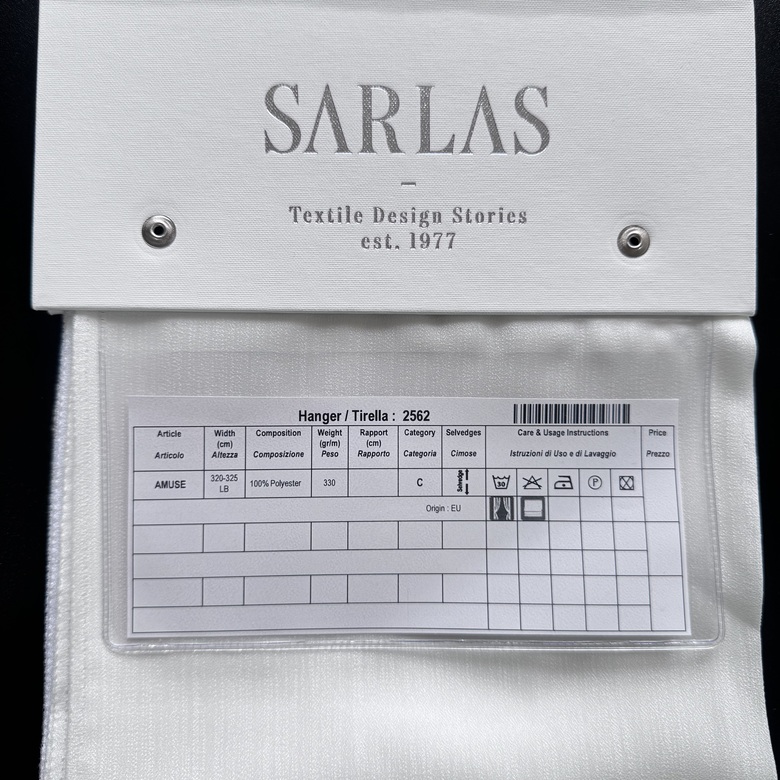 SARLAS
Textile Design Stories
est. 1977
Hanger / Tirella : 2562
Article Width (cm) Composition Weight (gr/m) Rapport (cm) Category Selvedges Care & Usage Instructions Price
Articolo Altezza Composizione Peso Rapporto Categoria Cimose Istruzioni di Uso e di Lavaggio Prezzo
AMUSE 320-325 LB 100% Polyester 330 C Selvedge 30 P
Origin : EU